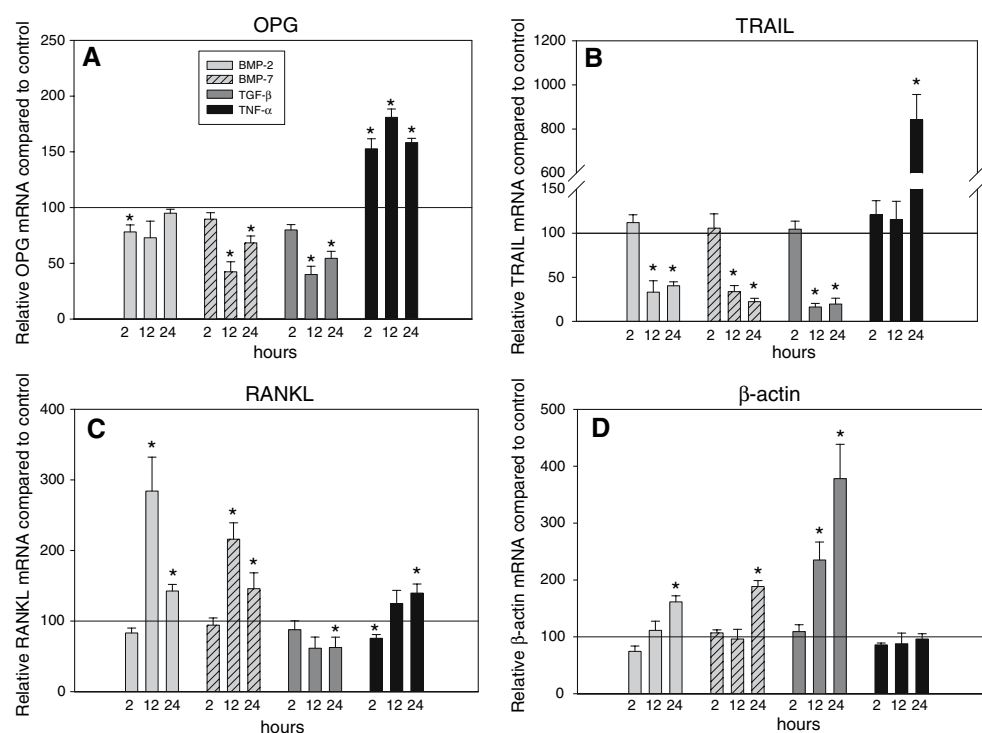 OPG
A
BMP-2
BMP-7
TGF-β
TNF-α
Relative OPG mRNA compared to control
250
200
150
100
50
0
* * * * * * * *
2 12 24 2 12 24 2 12 24 2 12 24
hours
TRAIL
B
Relative TRAIL mRNA compared to control
1200
1000
800
600
150
100
50
0
* * * * * * *
2 12 24 2 12 24 2 12 24 2 12 24
hours
RANKL
C
Relative RANKL mRNA compared to control
400
300
200
100
0
* * * * * * *
2 12 24 2 12 24 2 12 24 2 12 24
hours
β-actin
D
Relative β-actin mRNA compared to control
500
400
300
200
100
0
* * * *
2 12 24 2 12 24 2 12 24 2 12 24
hours